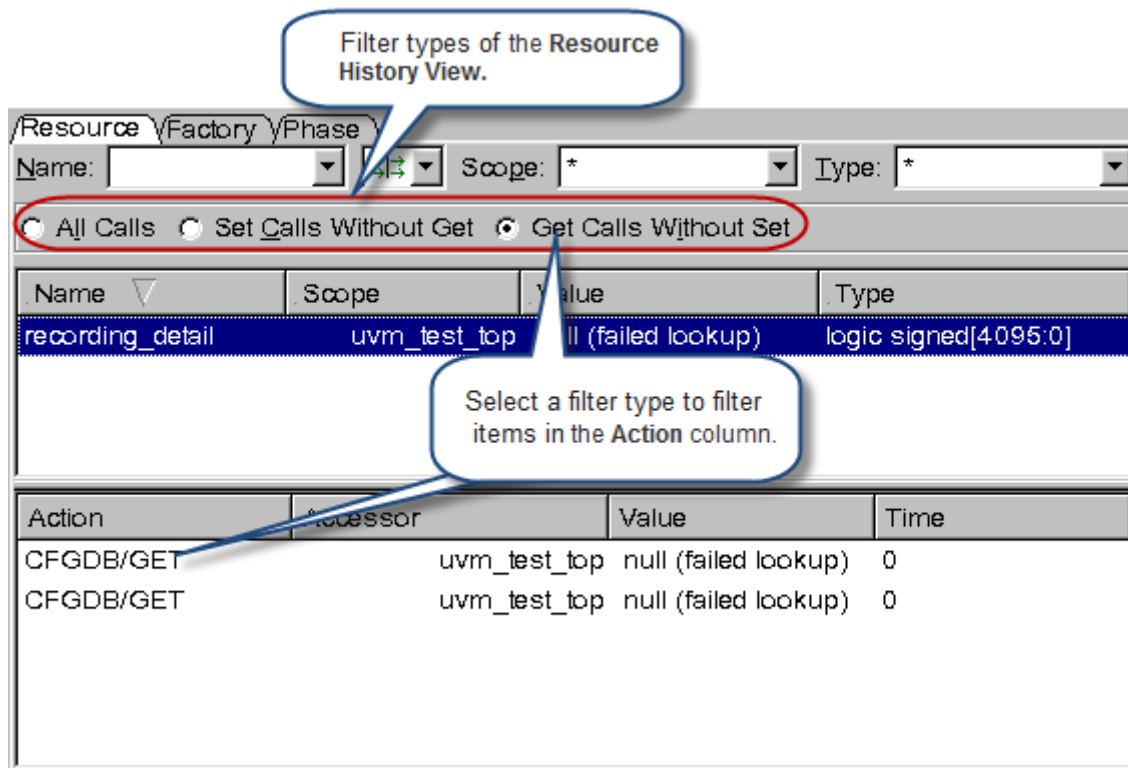 Filter types of the Resource
History View.
Resource Factory Phase
Name: Scope: * Type: *
All Calls Set Calls Without Get Get Calls Without Set
Name Scope Value Type
recording_detail uvm_test_top (failed lookup) logic signed[4095:0]
Select a filter type to filter
items in the Action column.
Action Accessor Value Time
CFGDB/GET uvm_test_top null (failed lookup) 0
CFGDB/GET uvm_test_top null (failed lookup) 0